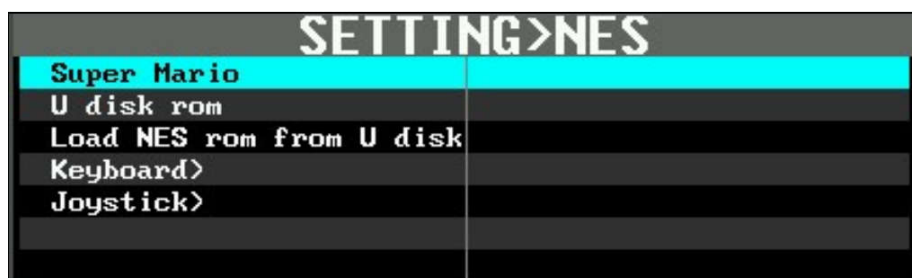 SETTING>NES
Super Mario
U disk rom
Load NES rom from U disk
Keyboard>
Joystick>